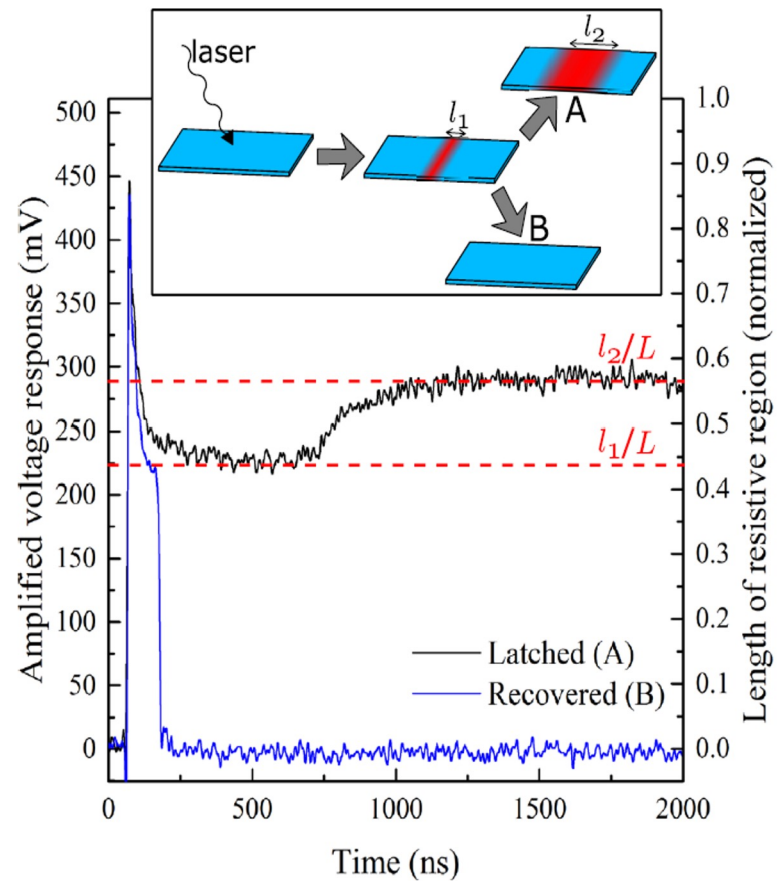 laser
l₁
l₂
A
B
Amplified voltage response (mV)
500
450
400
350
300
250
200
150
100
50
0
Length of resistive region (normalized)
1.0
0.9
0.8
0.7
0.6
0.5
0.4
0.3
0.2
0.1
0.0
l₂/L
l₁/L
Latched (A)
Recovered (B)
0 500 1000 1500 2000
Time (ns)